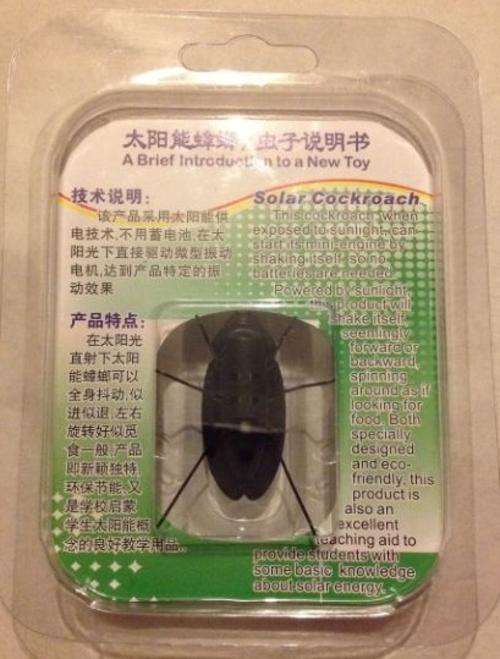 太阳能蟑螂/虫子说明书
A Brief Introduction to a New Toy
技术说明:
该产品采用太阳能供
电技术,不用蓄电池,在太
阳光下直接驱动微型振动
电机,达到产品特定的振
动效果
产品特点:
在太阳光
直射下太阳
能蟑螂可以
全身抖动,似
进似退,左右
旋转好似觅
食一般,产品
即新颖独特,
环保节能,又
是学校启蒙
学生太阳能概
念的良好教学用品。
Solar Cockroach
This cockroach, when
exposed to sunlight, can
start its mini-engine by
shaking itself, so no
batteries are needed.
Powered by sunlight,
this product will
shake itself,
seemingly
forward or
backward,
spinning
around as if
looking for
food. Both
specially
designed
and eco-
friendly, this
product is
also an
excellent
teaching aid to
provide students with
some basic knowledge
about solar energy.